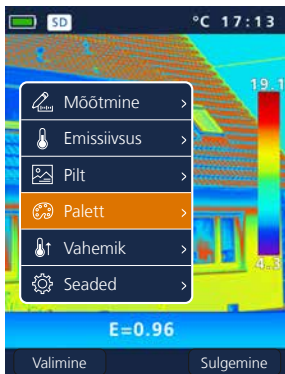 SD °C 17:13
19.1
Mõõtmine
Emissiivsus
Pilt
Palett
Vahemik
Seaded
4.3
E=0.96
Valimine Sulgemine